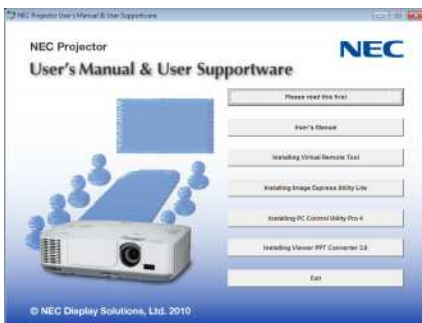 NEC Projector User's Manual & User Supportware
NEC Projector
NEC
User's Manual & User Supportware
Please read this first
User's Manual
Installing Virtual Remote Tool
Installing Image Express Utility Lite
Installing PC Control Utility Pro 4
Installing Viewer PPT Converter 3.0
Exit
© NEC Display Solutions, Ltd. 2010